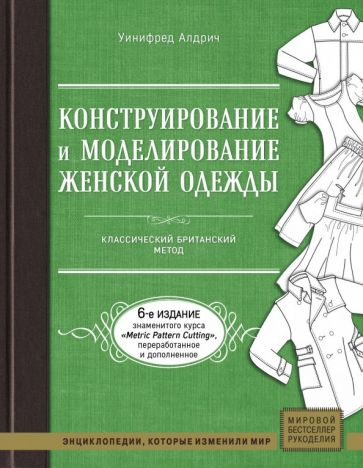 Уинифред Алдрич
КОНСТРУИРОВАНИЕ
и МОДЕЛИРОВАНИЕ
ЖЕНСКОЙ ОДЕЖДЫ
КЛАССИЧЕСКИЙ БРИТАНСКИЙ
МЕТОД
6-е ИЗДАНИЕ
знаменитого курса
«Metric Pattern Cutting»,
переработанное
и дополненное
МИРОВОЙ
БЕСТСЕЛЛЕР
РУКОДЕЛИЯ
ЭНЦИКЛОПЕДИИ, КОТОРЫЕ ИЗМЕНИЛИ МИР